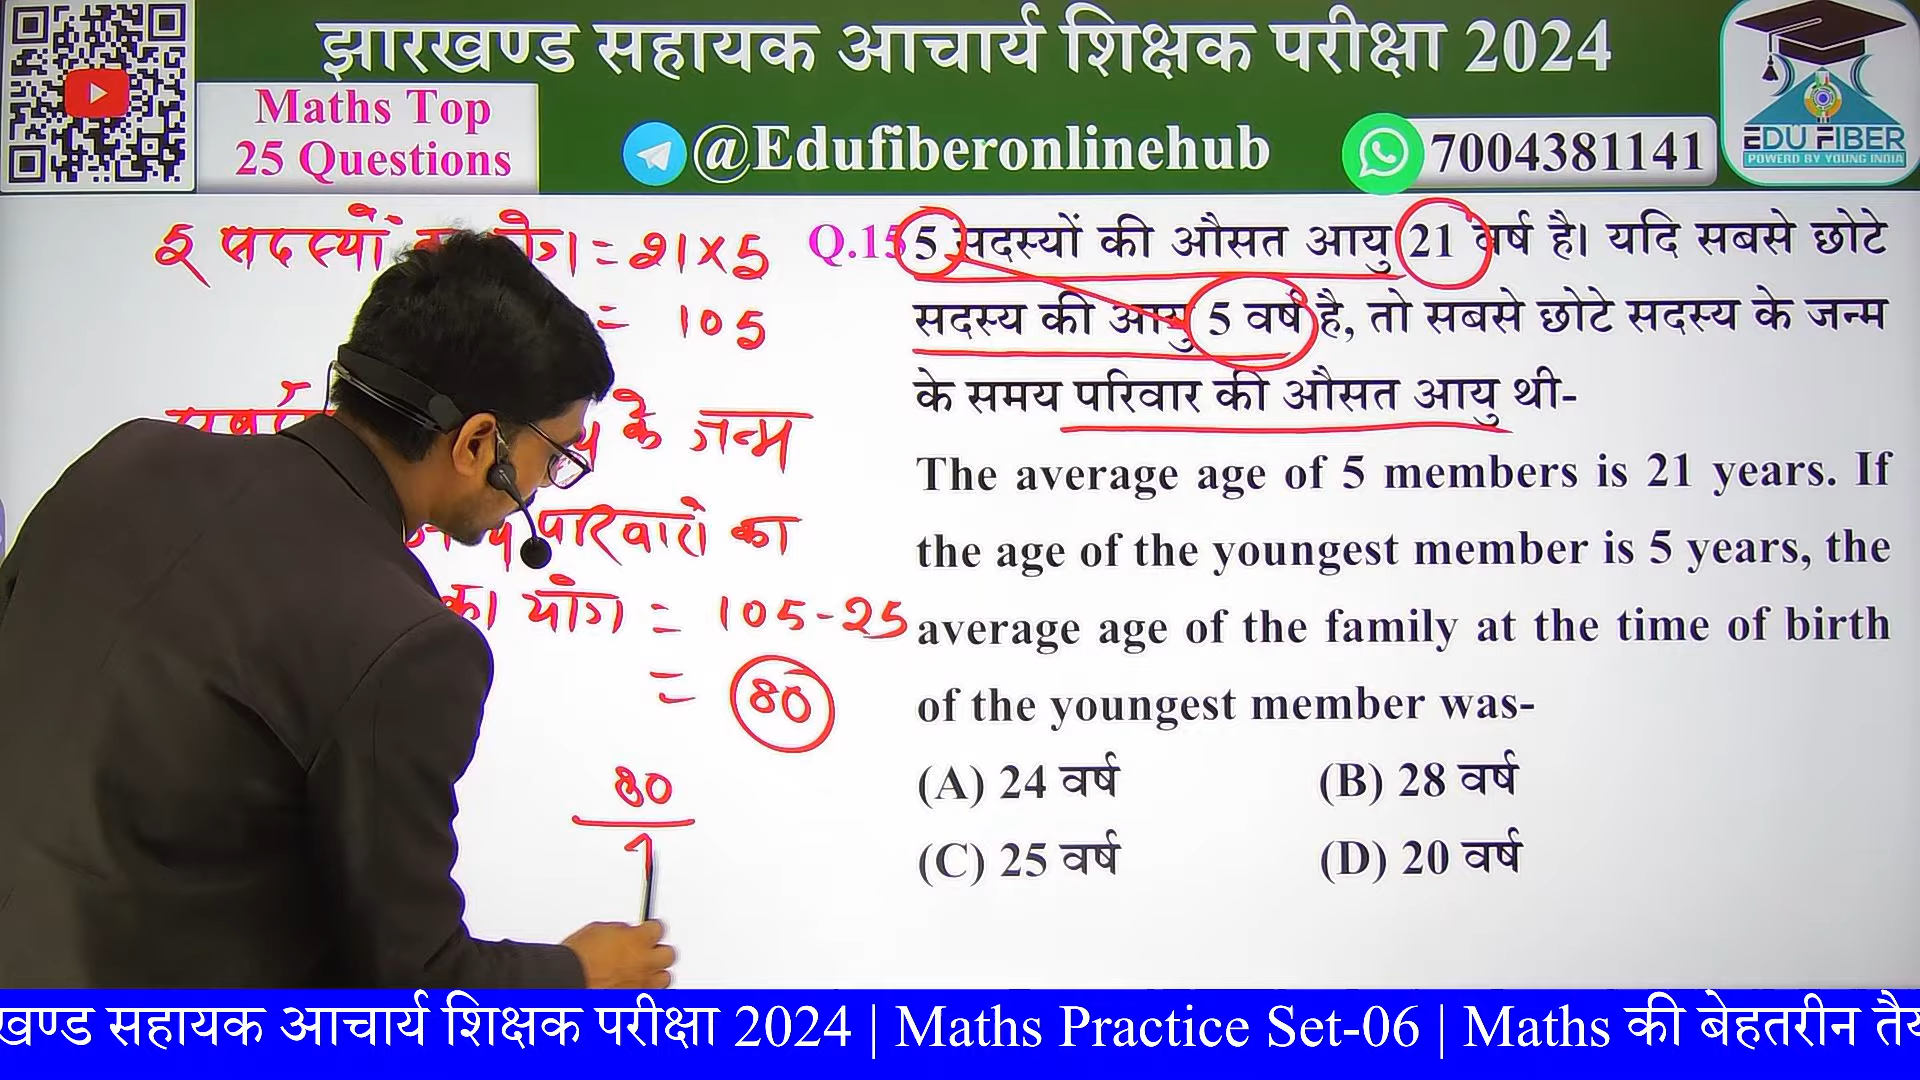 झारखण्ड सहायक आचार्य शिक्षक परीक्षा 2024
Maths Top
25 Questions
@Edufiberonlinehub
7004381141
EDU FIBER
POWERD BY YOUNG INDIA
5 सदस्यों का योग = 21×5
= 105
के जन्म
का
का योग = 105-25
= 80
80
Q.15 5 सदस्यों की औसत आयु 21 वर्ष है। यदि सबसे छोटे
सदस्य की आयु 5 वर्ष है, तो सबसे छोटे सदस्य के जन्म
के समय परिवार की औसत आयु थी-
The average age of 5 members is 21 years. If
the age of the youngest member is 5 years, the
average age of the family at the time of birth
of the youngest member was-
(A) 24 वर्ष (B) 28 वर्ष
(C) 25 वर्ष (D) 20 वर्ष
खण्ड सहायक आचार्य शिक्षक परीक्षा 2024 | Maths Practice Set-06 | Maths की बेहतरीन तै